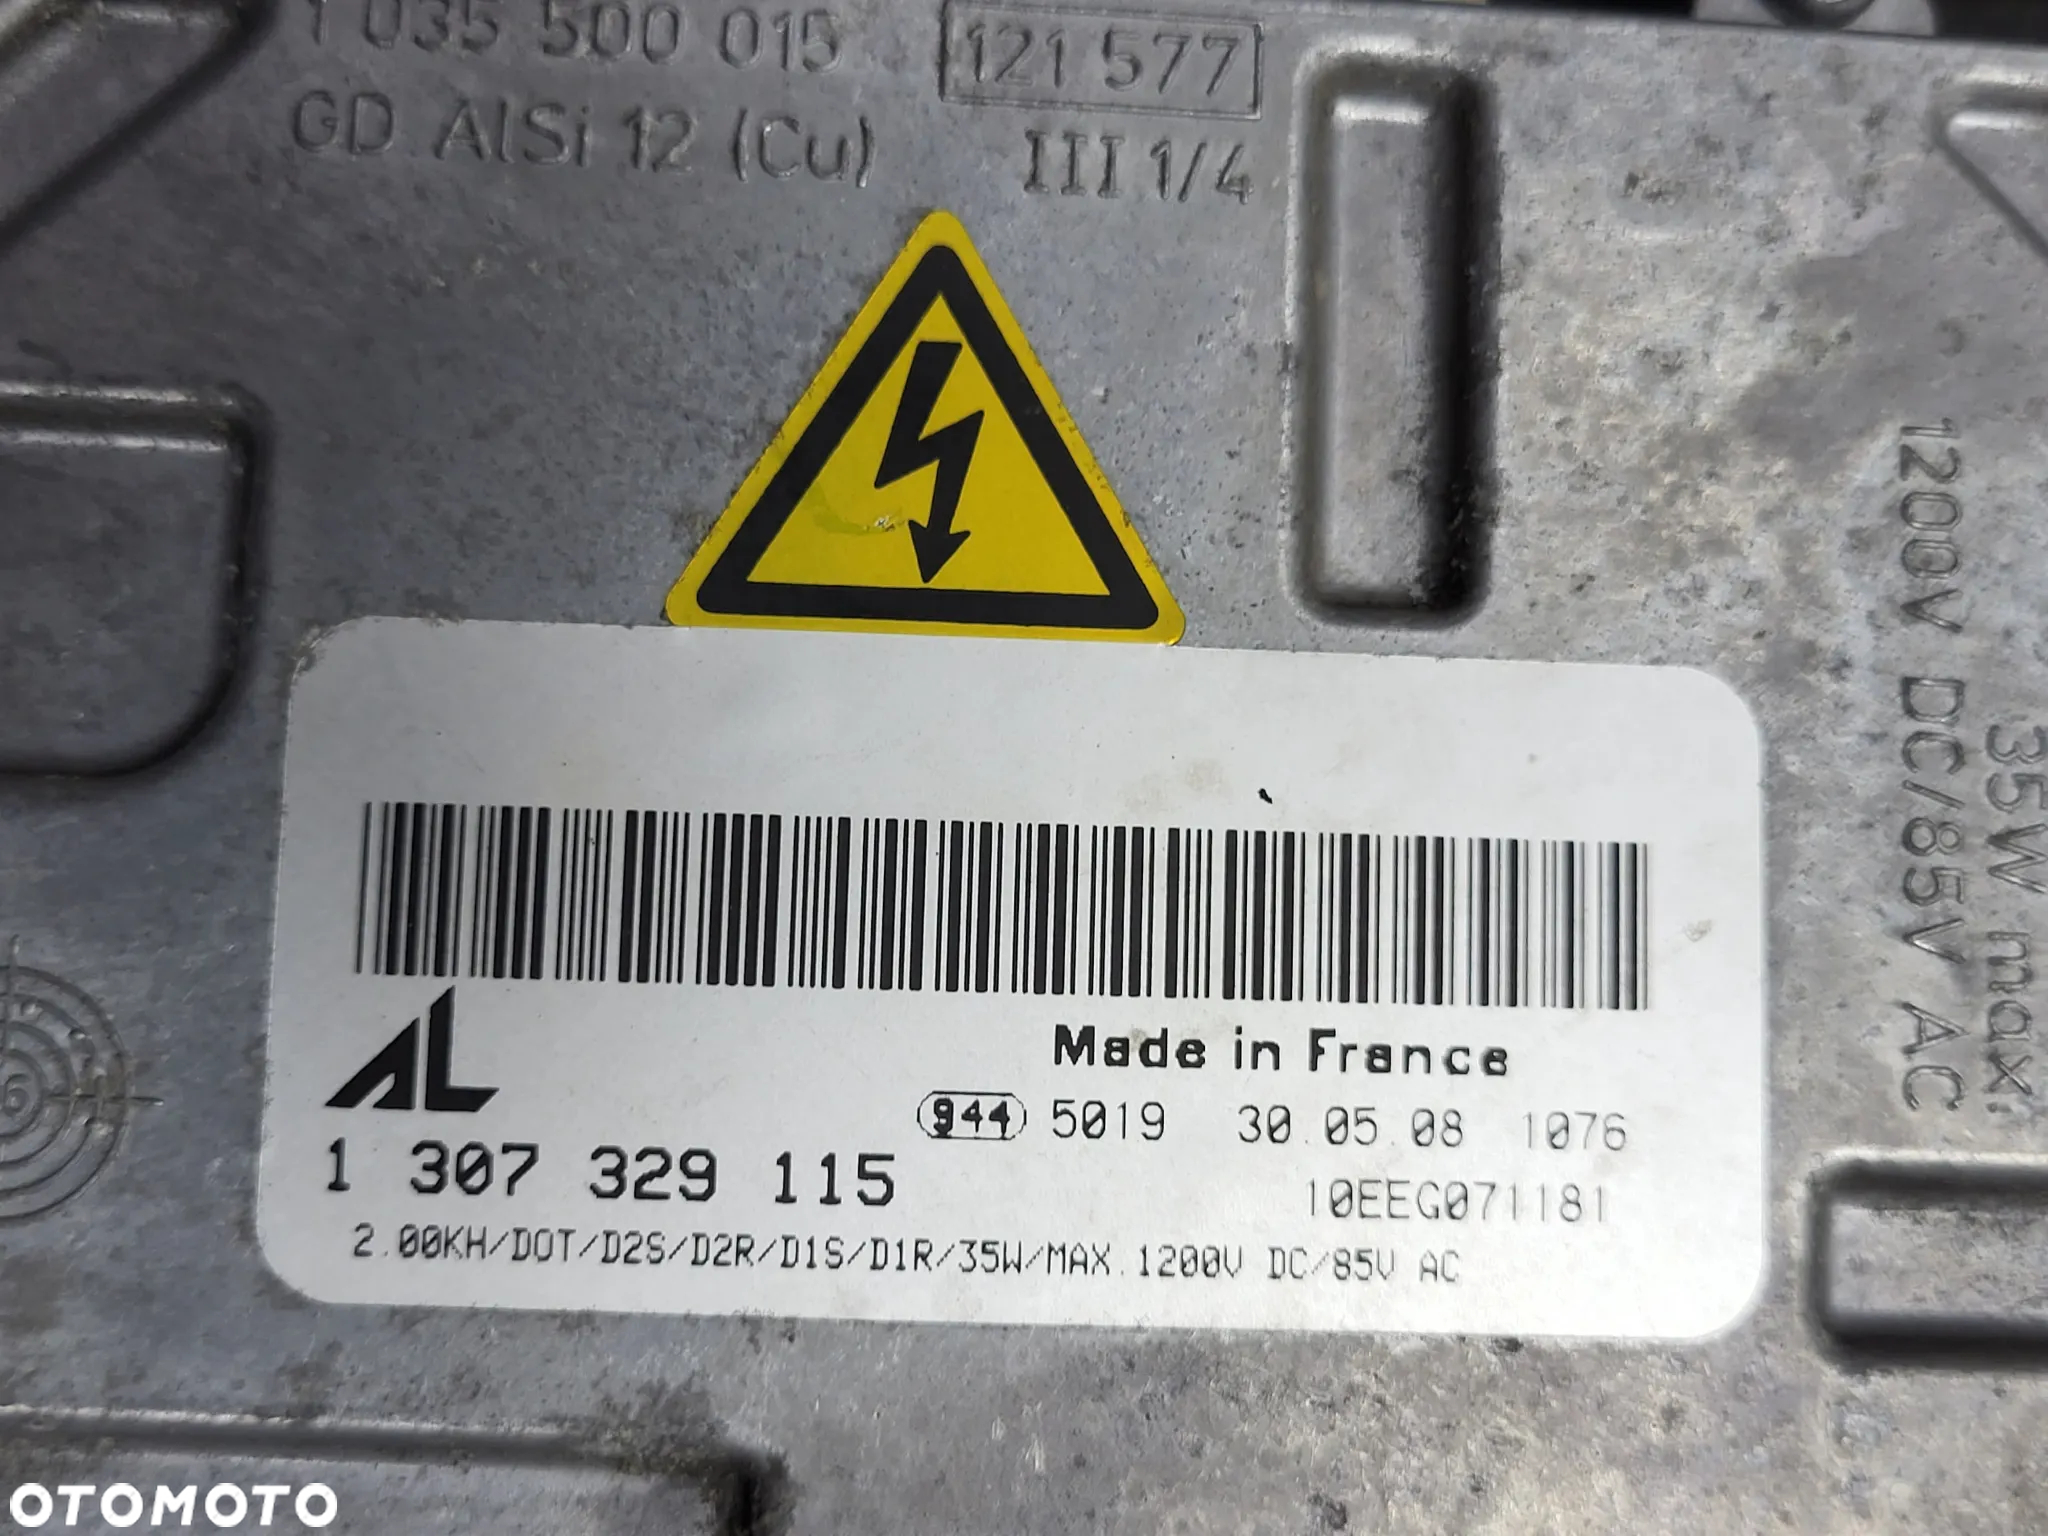 1 035 500 015
121 577
GD AlSi 12 (Cu)
III 1/4
1200V DC/85V AC
35W max.
Made in France
AL
944 5019 30.05.08 1076
1 307 329 115
10EEG071181
2.00KH/DOT/D2S/D2R/D1S/D1R/35W/MAX.1200V DC/85V AC
6
OTOMOTO